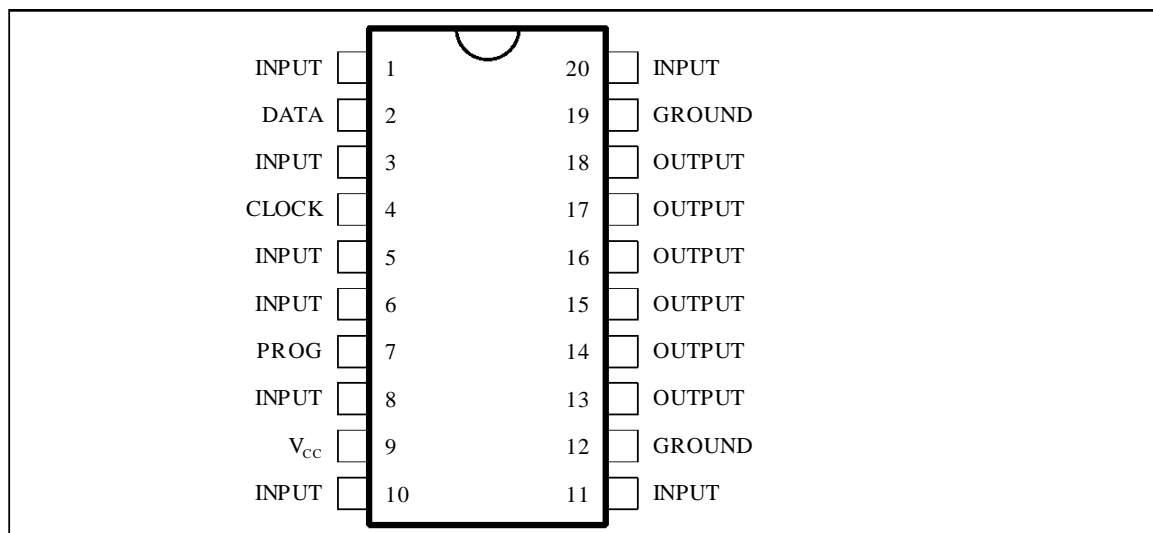 INPUT 1 20 INPUT
DATA 2 19 GROUND
INPUT 3 18 OUTPUT
CLOCK 4 17 OUTPUT
INPUT 5 16 OUTPUT
INPUT 6 15 OUTPUT
PROG 7 14 OUTPUT
INPUT 8 13 OUTPUT
VCC 9 12 GROUND
INPUT 10 11 INPUT